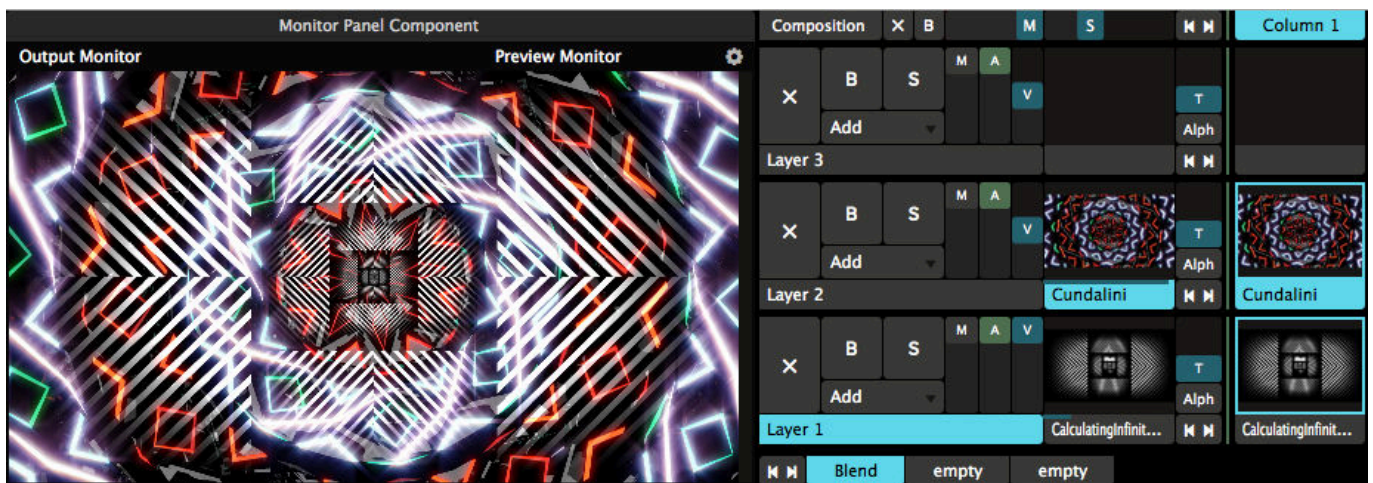 Monitor Panel Component
Output Monitor Preview Monitor
Composition × B M S Column 1
× B S M A V T
Add Alph
Layer 3
× B S M A V T
Add Alph
Layer 2 Cundalini Cundalini
× B S M A V T
Add Alph
Layer 1 CalculatingInfinit... CalculatingInfinit...
Blend empty empty